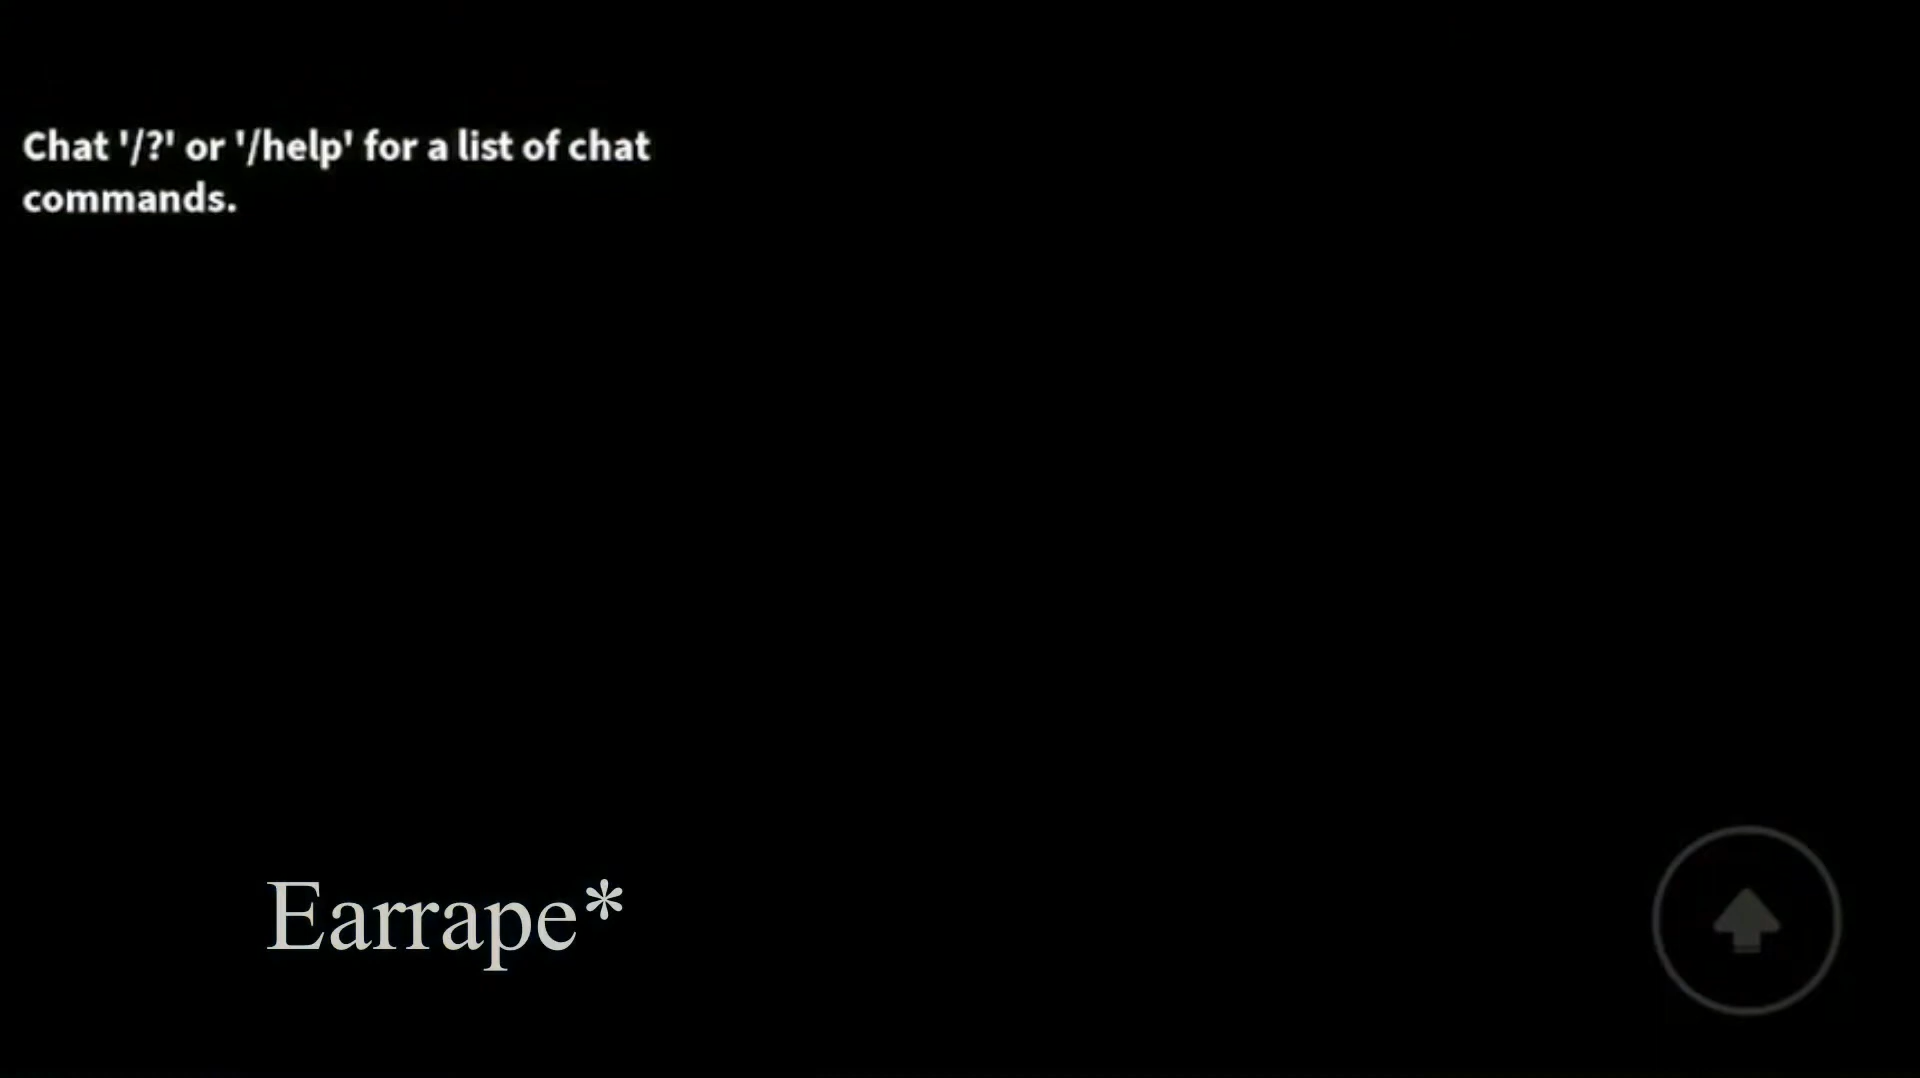 Chat '/?' or '/help' for a list of chat
commands.
Earrape*